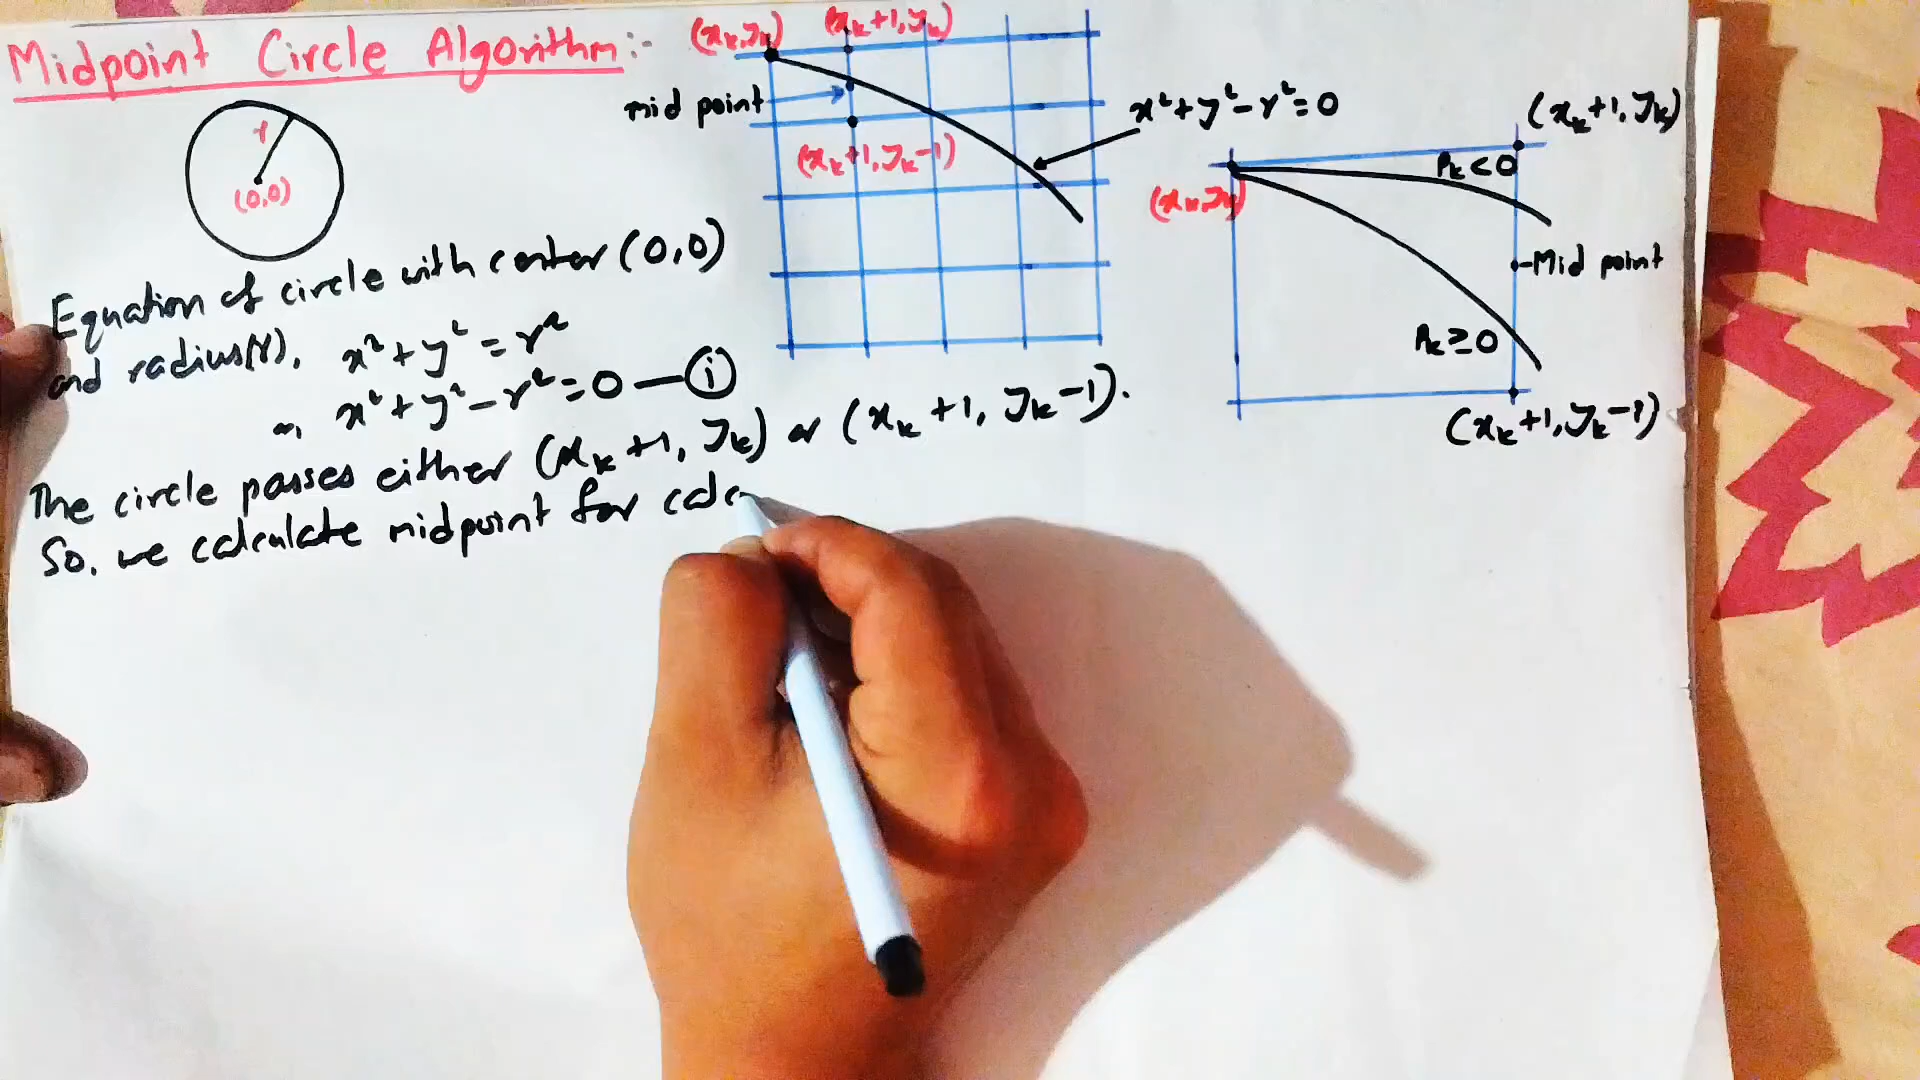 Midpoint Circle Algorithm:-
r
(0,0)
(xₖ,yₖ)
(xₖ+1,yₖ)
mid point
(xₖ+1,yₖ-1)
x²+y²-r²=0
(xₖ+1,yₖ)
Pₖ<0
(xₖ,yₖ)
-Mid point
Pₖ≥0
(xₖ+1,yₖ-1)
Equation of circle with center (0,0)
and radius(r), x²+y²=r²
or, x²+y²-r²=0 — (i)
The circle passes either (xₖ+1, yₖ) or (xₖ+1, yₖ-1).
So, we calculate midpoint for calc